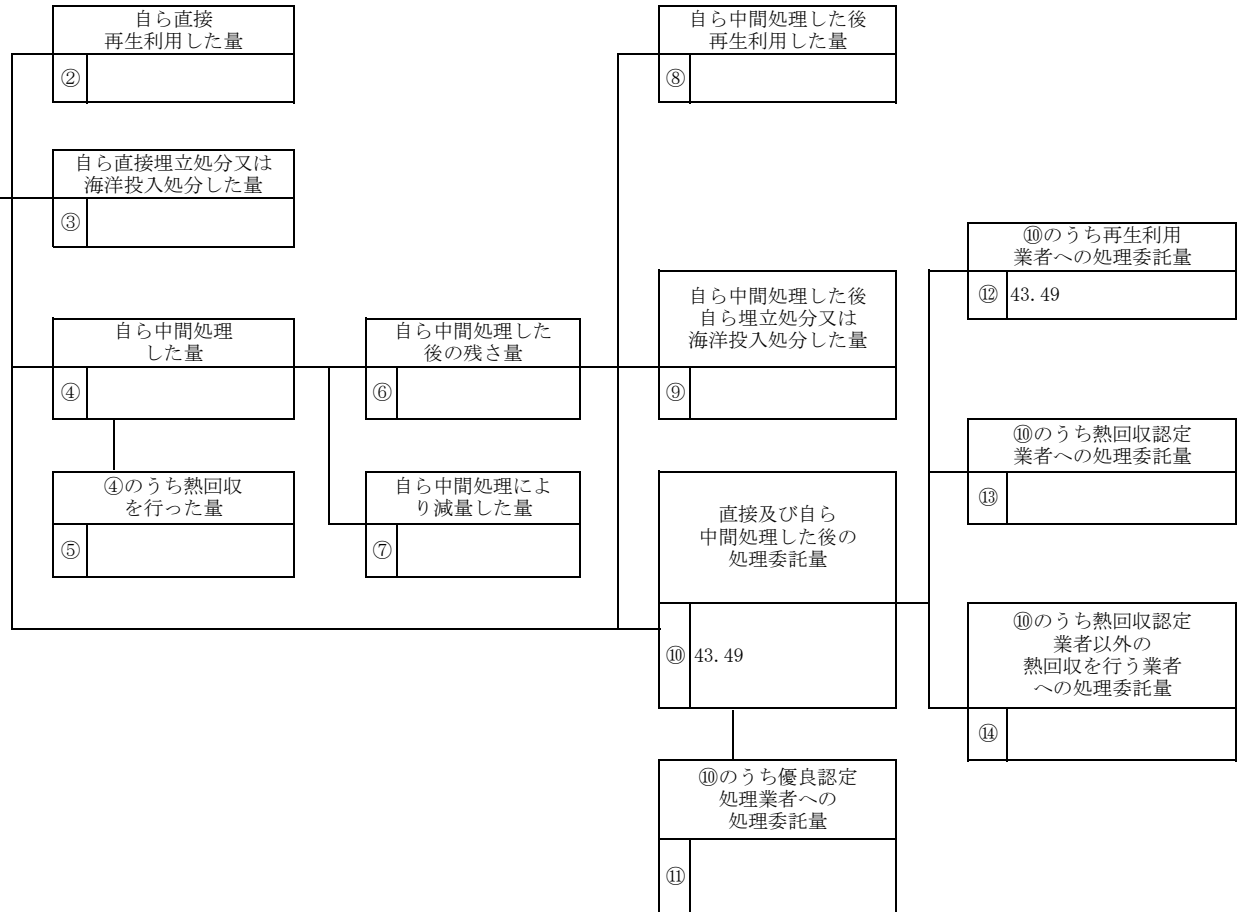 自ら直接
再生利用した量
②
自ら中間処理した後
再生利用した量
⑧
自ら直接埋立処分又は
海洋投入処分した量
③
⑩のうち再生利用
業者への処理委託量
⑫ 43.49
自ら中間処理
した量
④
自ら中間処理した
後の残さ量
⑥
自ら中間処理した後
自ら埋立処分又は
海洋投入処分した量
⑨
⑩のうち熱回収認定
業者への処理委託量
⑬
④のうち熱回収
を行った量
⑤
自ら中間処理によ
り減量した量
⑦
直接及び自ら
中間処理した後の
処理委託量
⑩ 43.49
⑩のうち熱回収認定
業者以外の
熱回収を行う業者
への処理委託量
⑭
⑩のうち優良認定
処理業者への
処理委託量
⑪